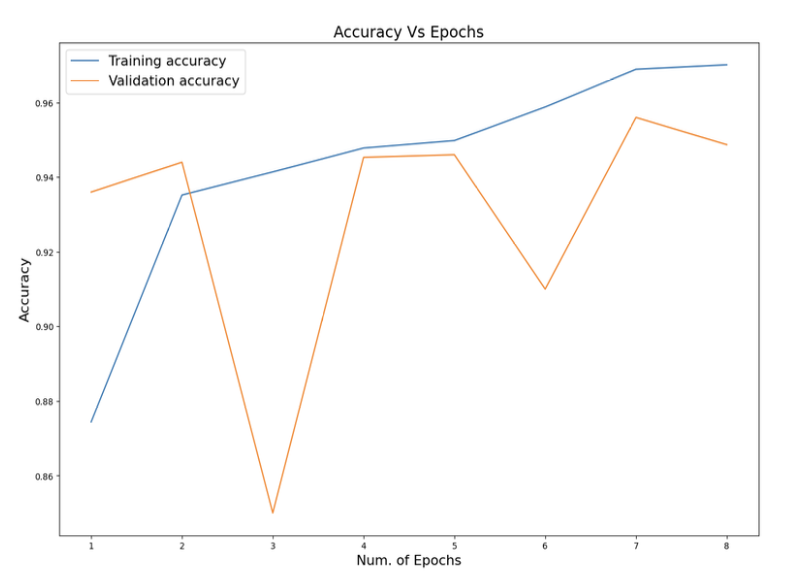 Accuracy Vs Epochs
Training accuracy
Validation accuracy
0.96
0.94
0.92
0.90
0.88
0.86
Accuracy
1 2 3 4 5 6 7 8
Num. of Epochs